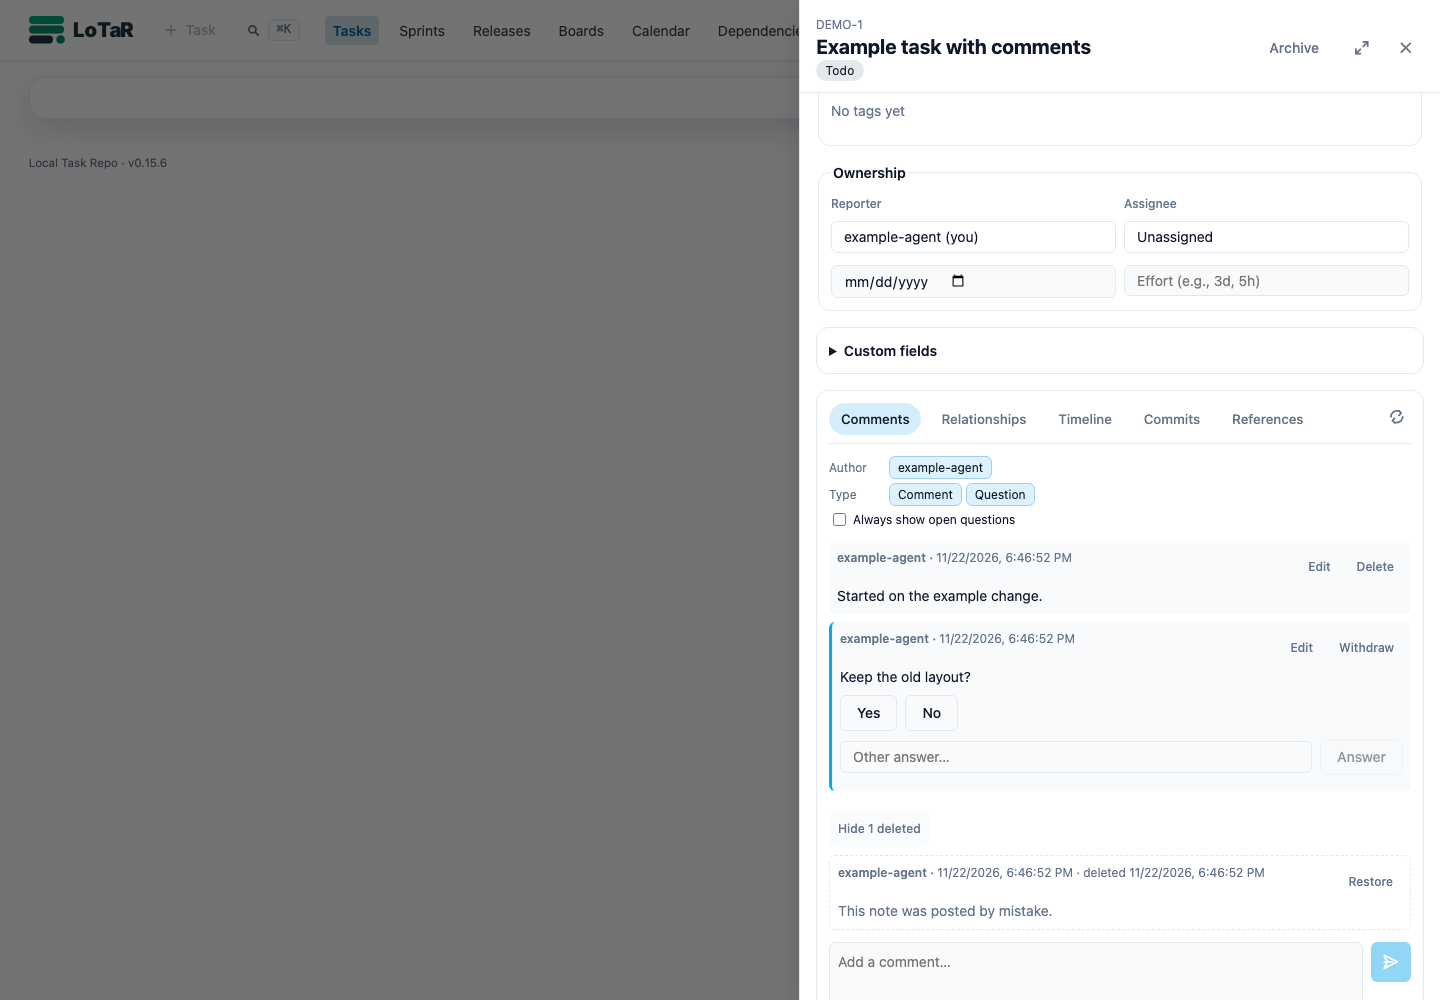 LoTaR
Task
⌘K
Tasks
Sprints
Releases
Boards
Calendar
Local Task Repo · v0.15.6
DEMO-1
Example task with comments
Todo
Archive
No tags yet
Ownership
Reporter
Assignee
example-agent (you)
Unassigned
mm/dd/yyyy
Effort (e.g., 3d, 5h)
Custom fields
Comments
Relationships
Timeline
Commits
References
Author
example-agent
Type
Comment
Question
Always show open questions
example-agent · 11/22/2026, 6:46:52 PM
Edit
Delete
Started on the example change.
example-agent · 11/22/2026, 6:46:52 PM
Edit
Withdraw
Keep the old layout?
Yes
No
Other answer...
Answer
Hide 1 deleted
example-agent · 11/22/2026, 6:46:52 PM · deleted 11/22/2026, 6:46:52 PM
Restore
This note was posted by mistake.
Add a comment...